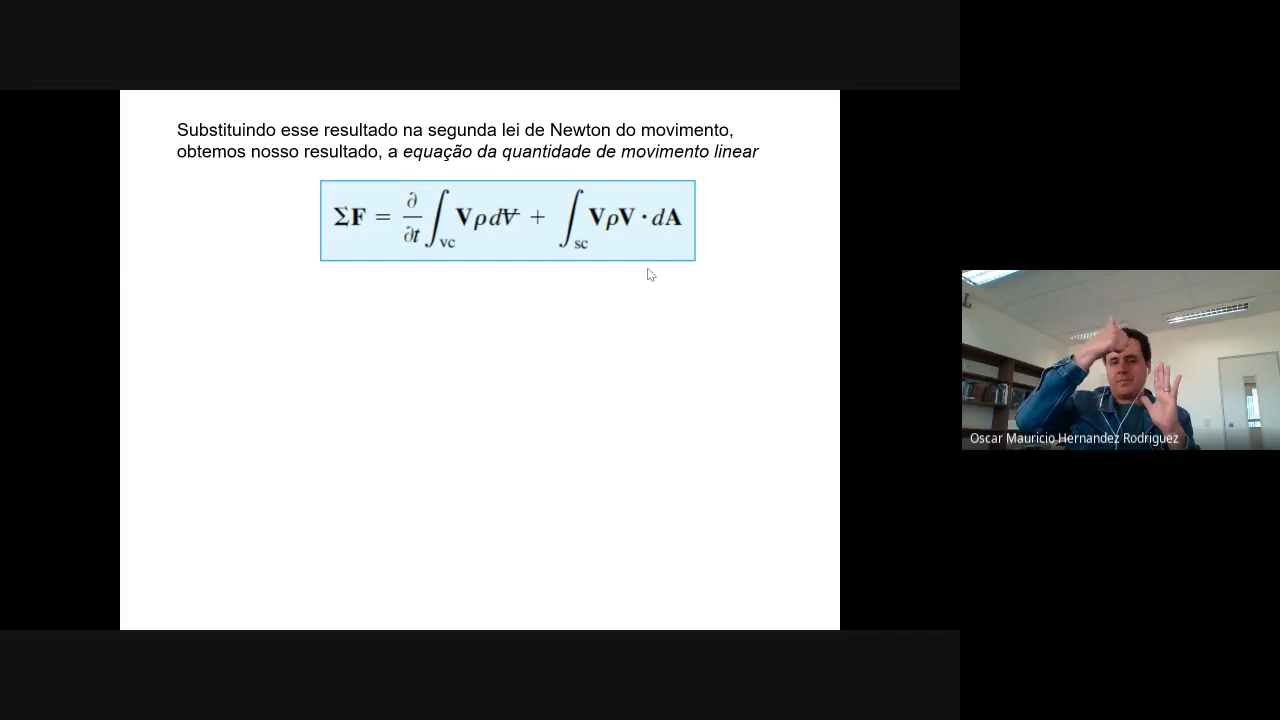 Substituindo esse resultado na segunda lei de Newton do movimento,
obtemos nosso resultado, a equação da quantidade de movimento linear
ΣF = ∂/∂t ∫vc Vρ dV̶ + ∫sc VρV · dA
Oscar Mauricio Hernandez Rodriguez